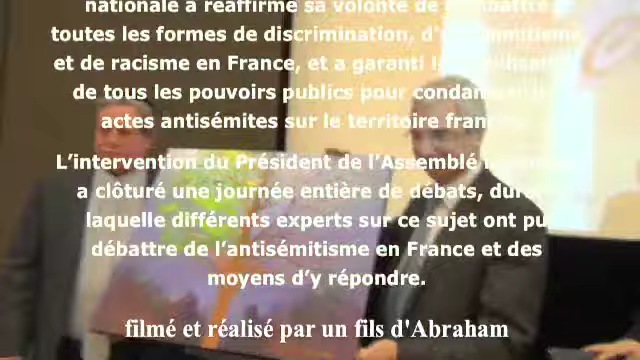 nationale a réaffirmé sa volonté de
toutes les formes de discrimination,
et de racisme en France, et a garanti
de tous les pouvoirs publics pour
actes antisémites sur le territoire
L’intervention du Président de l’Assemblé
a clôturé une journée entière de débats,
laquelle différents experts sur ce sujet ont pu
débattre de l’antisémitisme en France et des
moyens d’y répondre.
filmé et réalisé par un fils d'Abraham